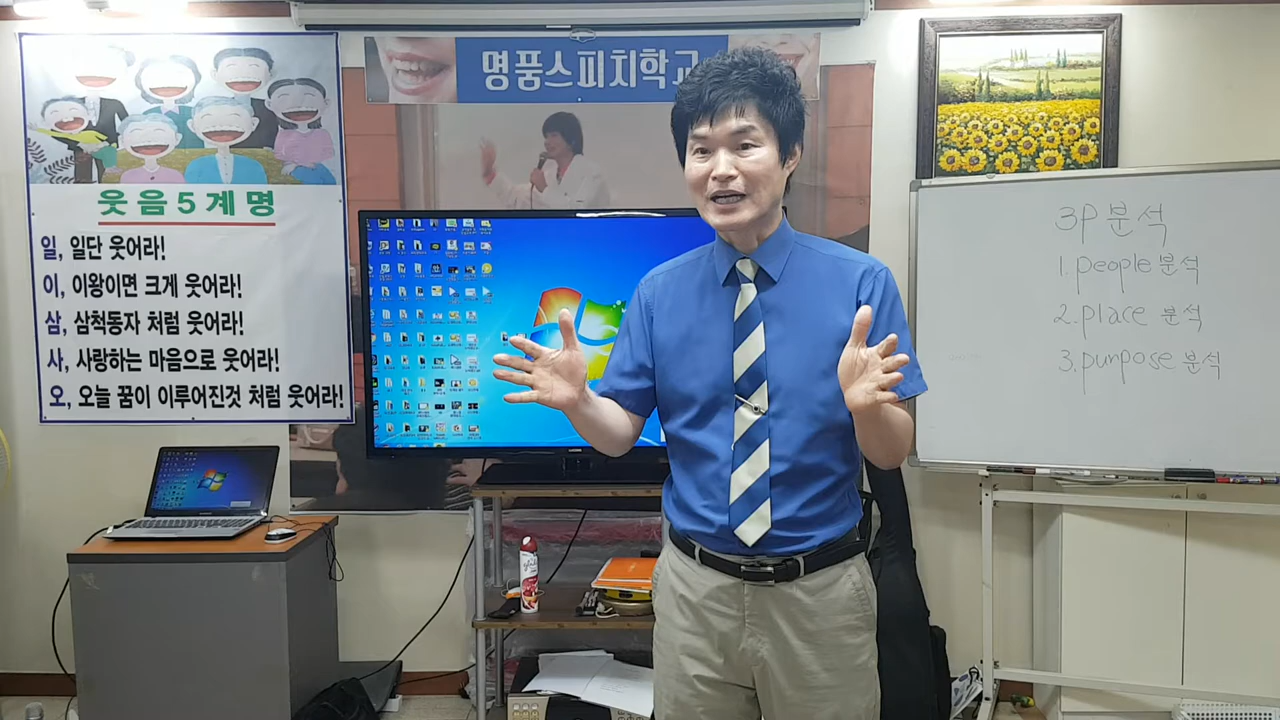 명품스피치학교
웃음5계명
일, 일단 웃어라!
이, 이왕이면 크게 웃어라!
삼, 삼척동자 처럼 웃어라!
사, 사랑하는 마음으로 웃어라!
오, 오늘 꿈이 이루어진것 처럼 웃어라!
3P 분석
1. people 분석
2. place 분석
3. purpose 분석